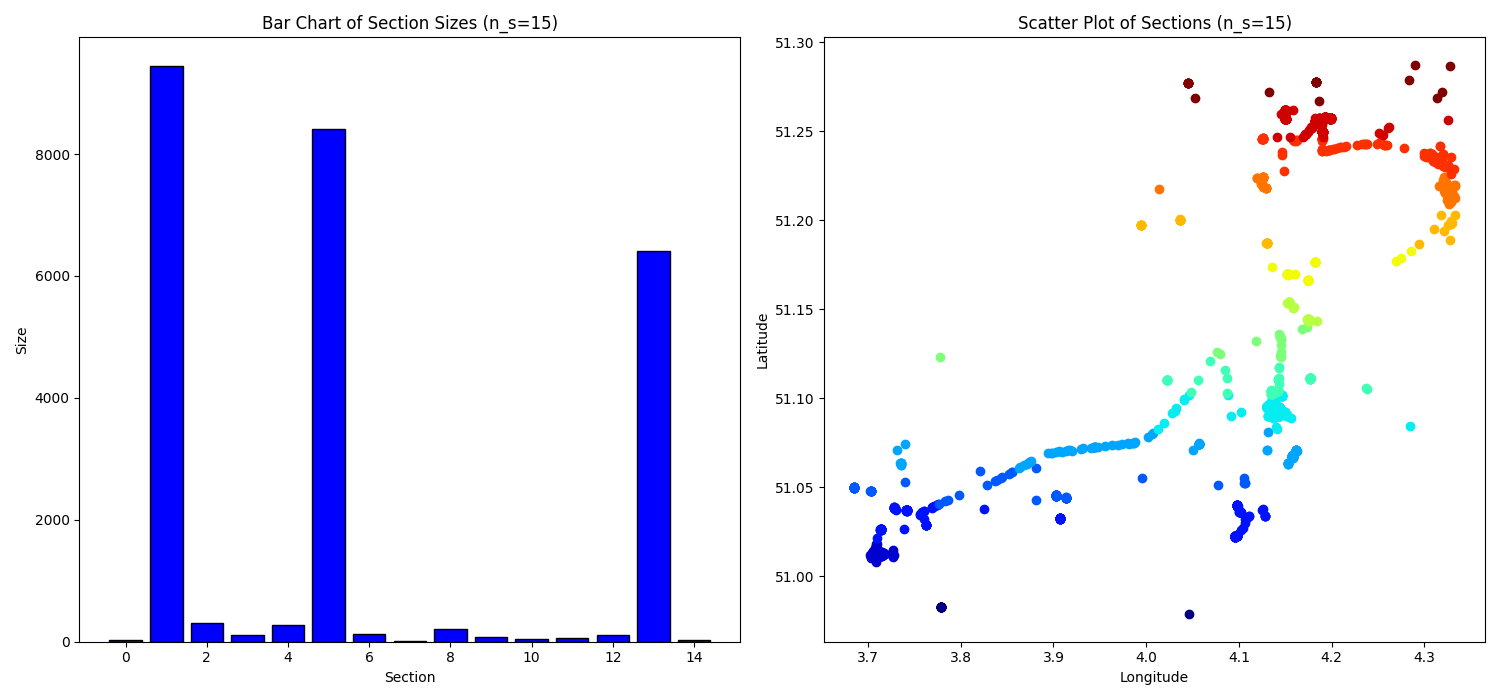 Bar Chart of Section Sizes (n_s=15)
Size
8000
6000
4000
2000
0
0 2 4 6 8 10 12 14
Section
Scatter Plot of Sections (n_s=15)
Latitude
51.30
51.25
51.20
51.15
51.10
51.05
51.00
3.7 3.8 3.9 4.0 4.1 4.2 4.3
Longitude